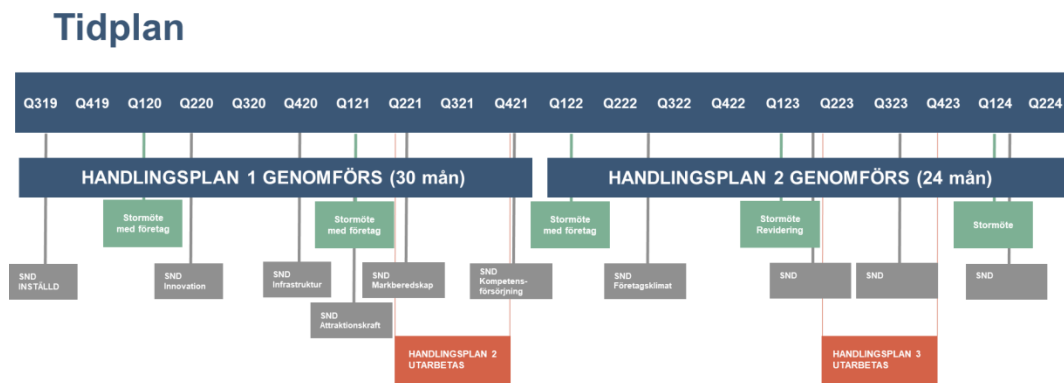 Tidplan
Q319 Q419 Q120 Q220 Q320 Q420 Q121 Q221 Q321 Q421 Q122 Q222 Q322 Q422 Q123 Q223 Q323 Q423 Q124 Q224
HANDLINGSPLAN 1 GENOMFÖRS (30 mån)
HANDLINGSPLAN 2 GENOMFÖRS (24 mån)
Stormöte
med företag
Stormöte
med företag
Stormöte
med företag
Stormöte
Revidering
Stormöte
SND
INSTÄLLD
SND
Innovation
SND
Infrastruktur
SND
Attraktionskraft
SND
Markberedskap
SND
Kompetens-
försörjning
SND
Företagsklimat
SND
SND
SND
HANDLINGSPLAN 2
UTARBETAS
HANDLINGSPLAN 3
UTARBETAS